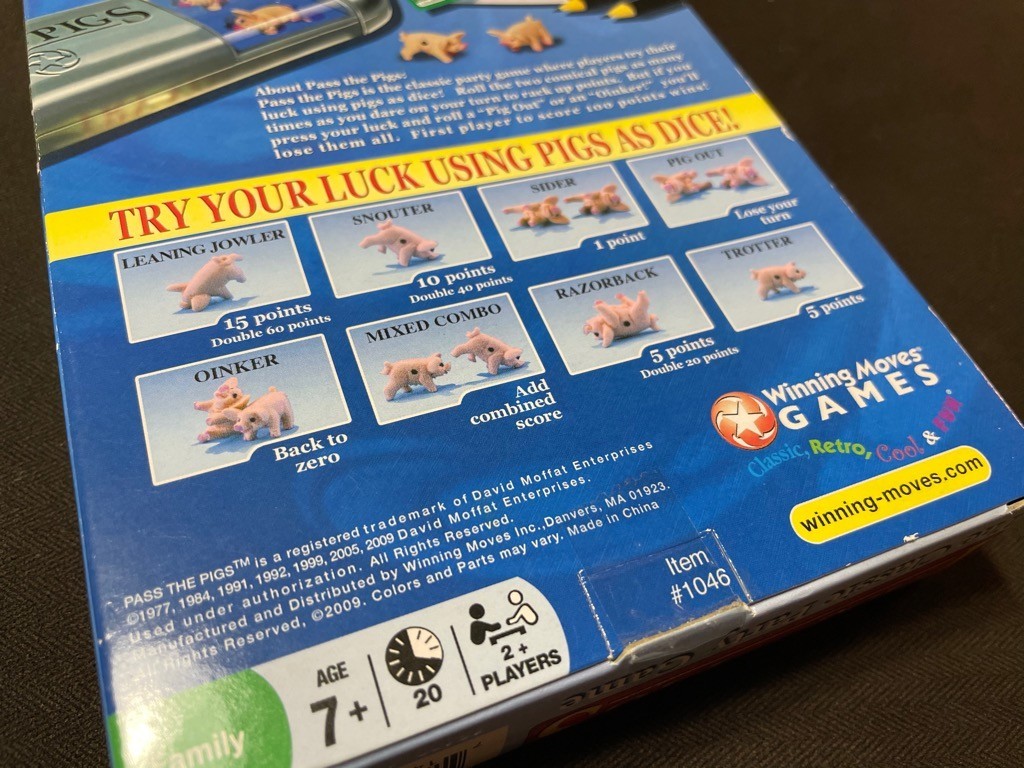 PIGS
About Pass the Pigs:
Pass the Pigs is the classic party game where players try their
luck using pigs as dice! Roll the two comical pigs as many
times as you dare on your turn to rack up points. But if you
press your luck and roll a "Pig Out" or an "Oinker", you'll
lose them all. First player to score 100 points wins!
TRY YOUR LUCK USING PIGS AS DICE!
LEANING JOWLER
15 points
Double 60 points
SNOUTER
10 points
Double 40 points
SIDER
1 point
PIG OUT
Lose your
turn
OINKER
Back to
zero
MIXED COMBO
Add
combined
score
RAZORBACK
5 points
Double 20 points
TROTTER
5 points
Winning Moves®
GAMES
Classic, Retro, Cool & FUN
winning-moves.com
PASS THE PIGS™ is a registered trademark of David Moffat Enterprises
©1977, 1984, 1991, 1992, 1999, 2005, 2009 David Moffat Enterprises.
Used under authorization. All Rights Reserved.
Manufactured and Distributed by Winning Moves Inc., Danvers, MA 01923.
All Rights Reserved, ©2009. Colors and Parts may vary. Made in China
Item
#1046
AGE
7+
20
2+
PLAYERS
Family